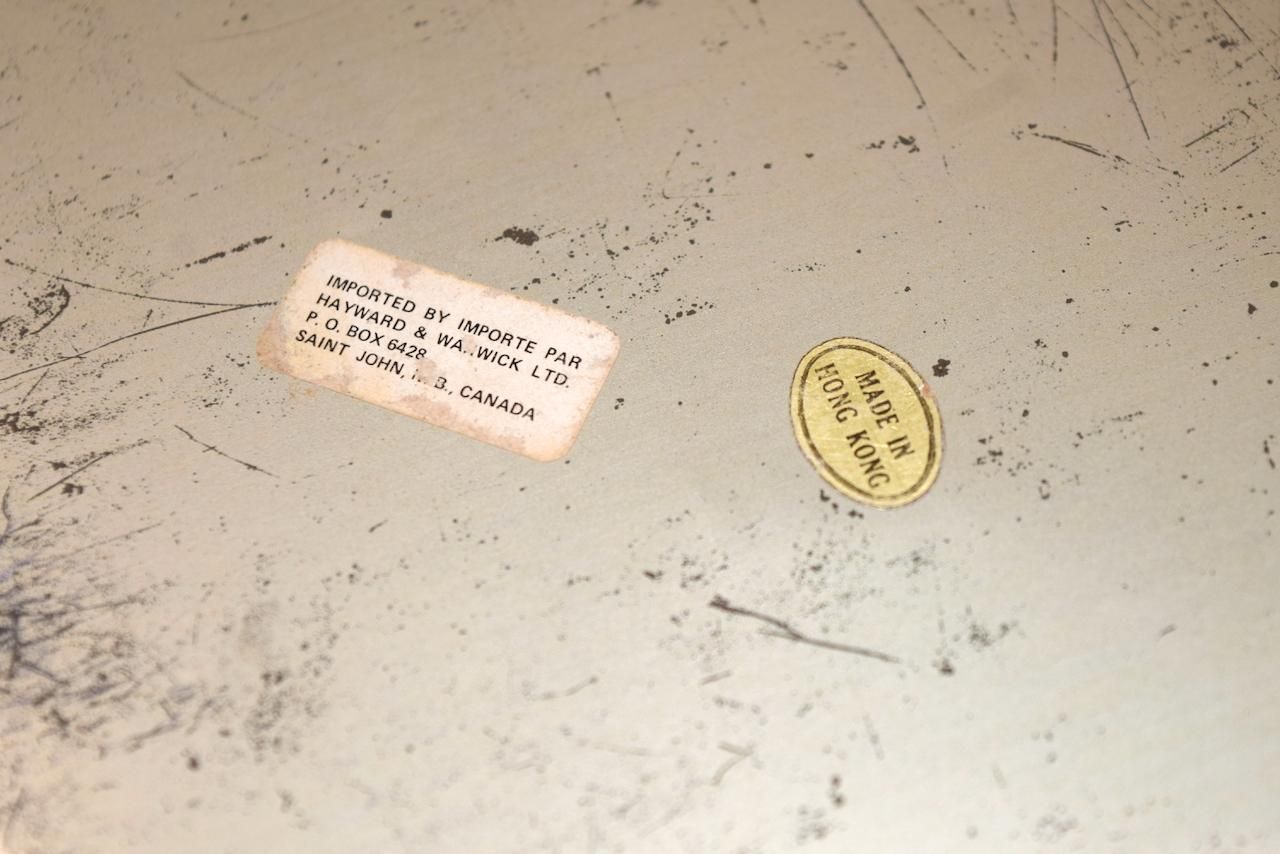 IMPORTED BY IMPORTE PAR
HAYWARD & LTD.
P. O. BOX 6428
SAINT JOHN, CANADA
MADE IN
HONG KONG